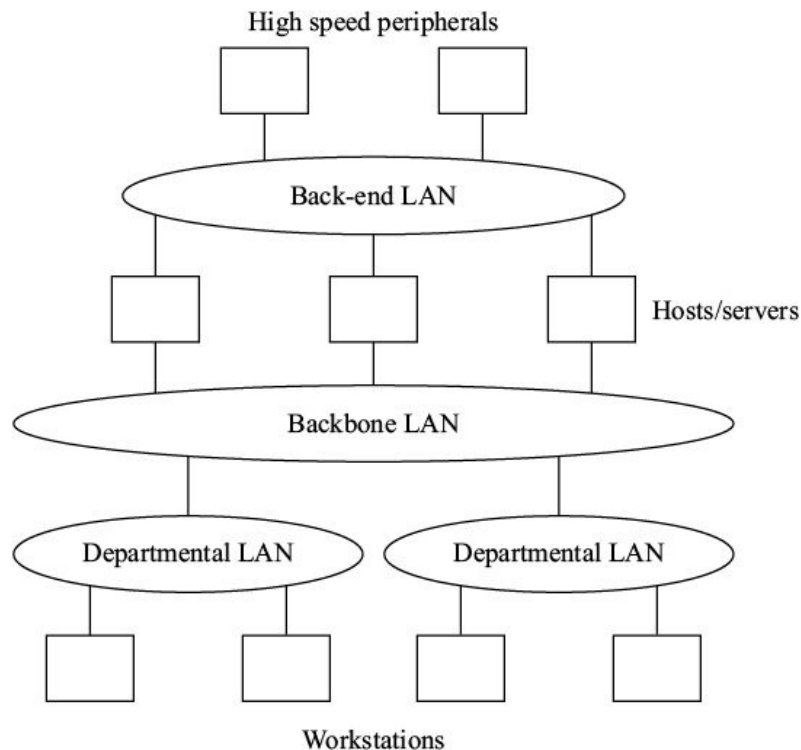 High speed peripherals
Back-end LAN
Hosts/servers
Backbone LAN
Departmental LAN
Departmental LAN
Workstations